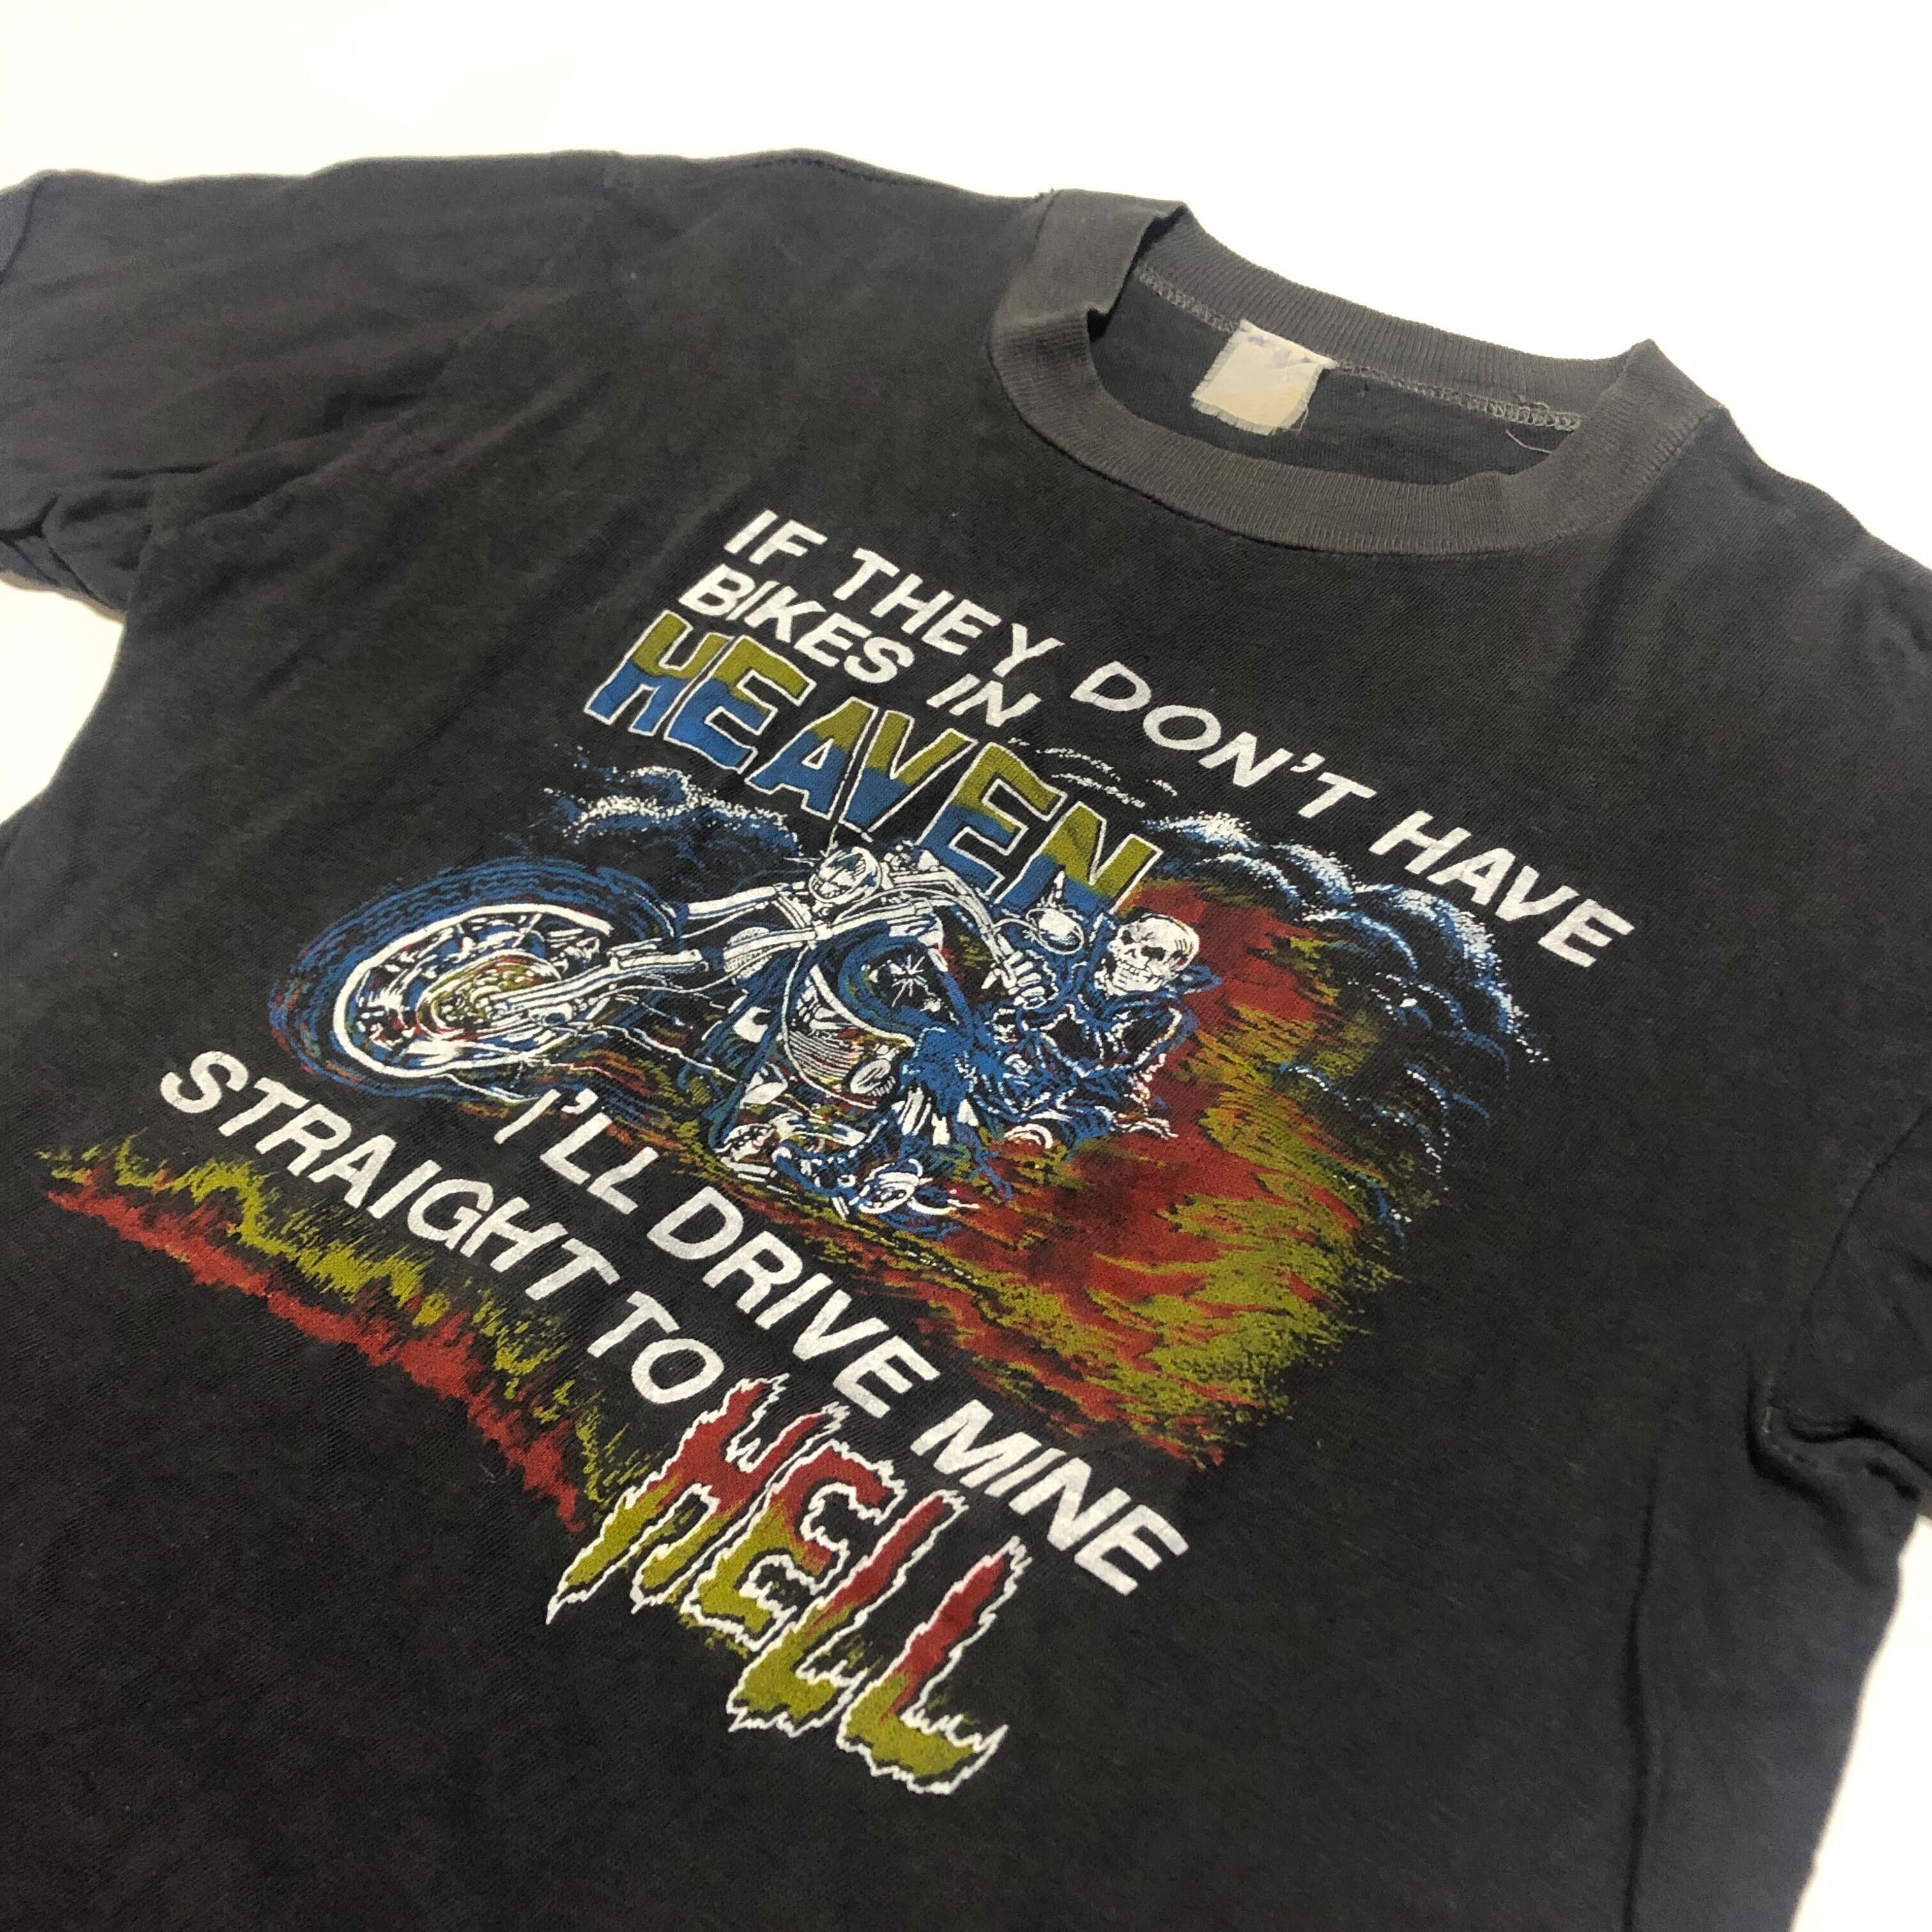 IF THEY DON'T HAVE
BIKES IN
HEAVEN
I'LL DRIVE MINE
STRAIGHT TO
HELL